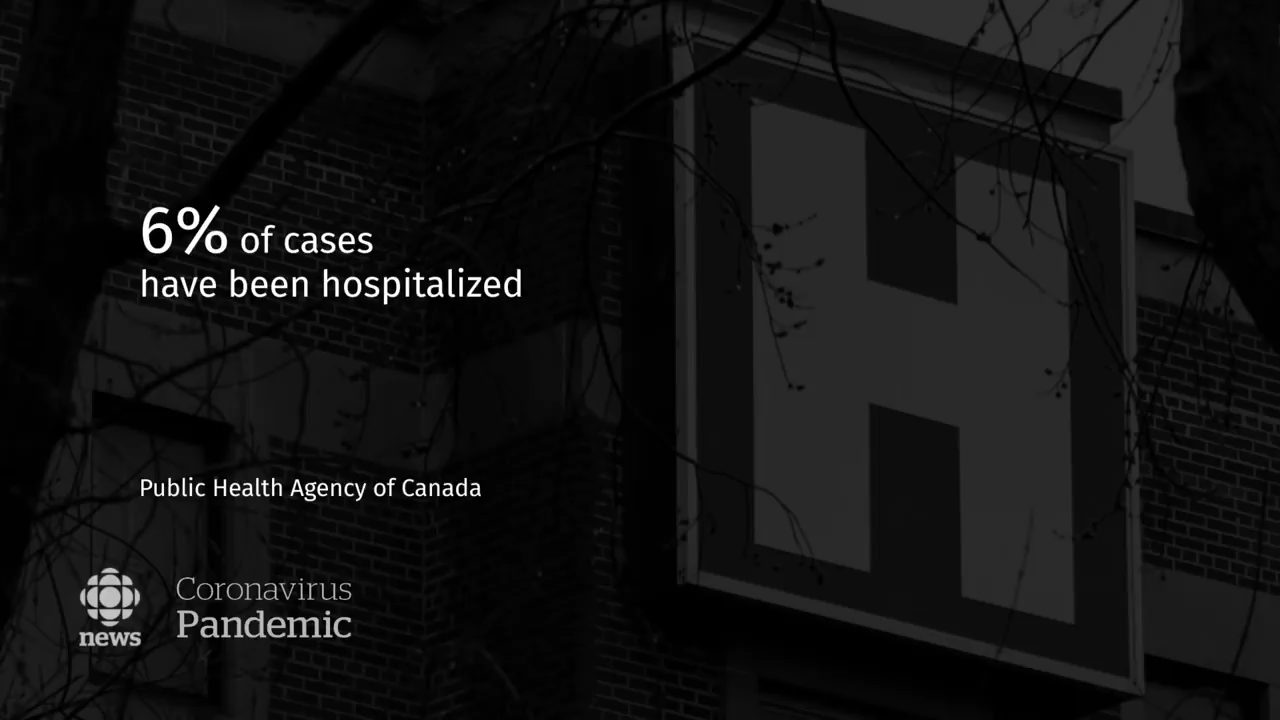 6% of cases
have been hospitalized
H
Public Health Agency of Canada
Coronavirus
Pandemic
news